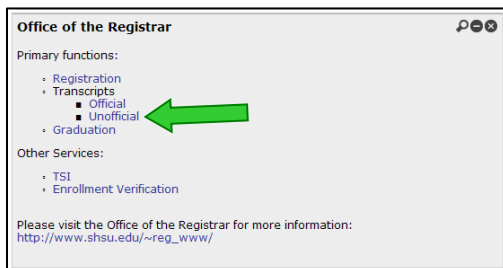 Office of the Registrar
Primary functions:
Registration
Transcripts
Official
Unofficial
Graduation
Other Services:
TSI
Enrollment Verification
Please visit the Office of the Registrar for more information:
http://www.shsu.edu/~reg_www/